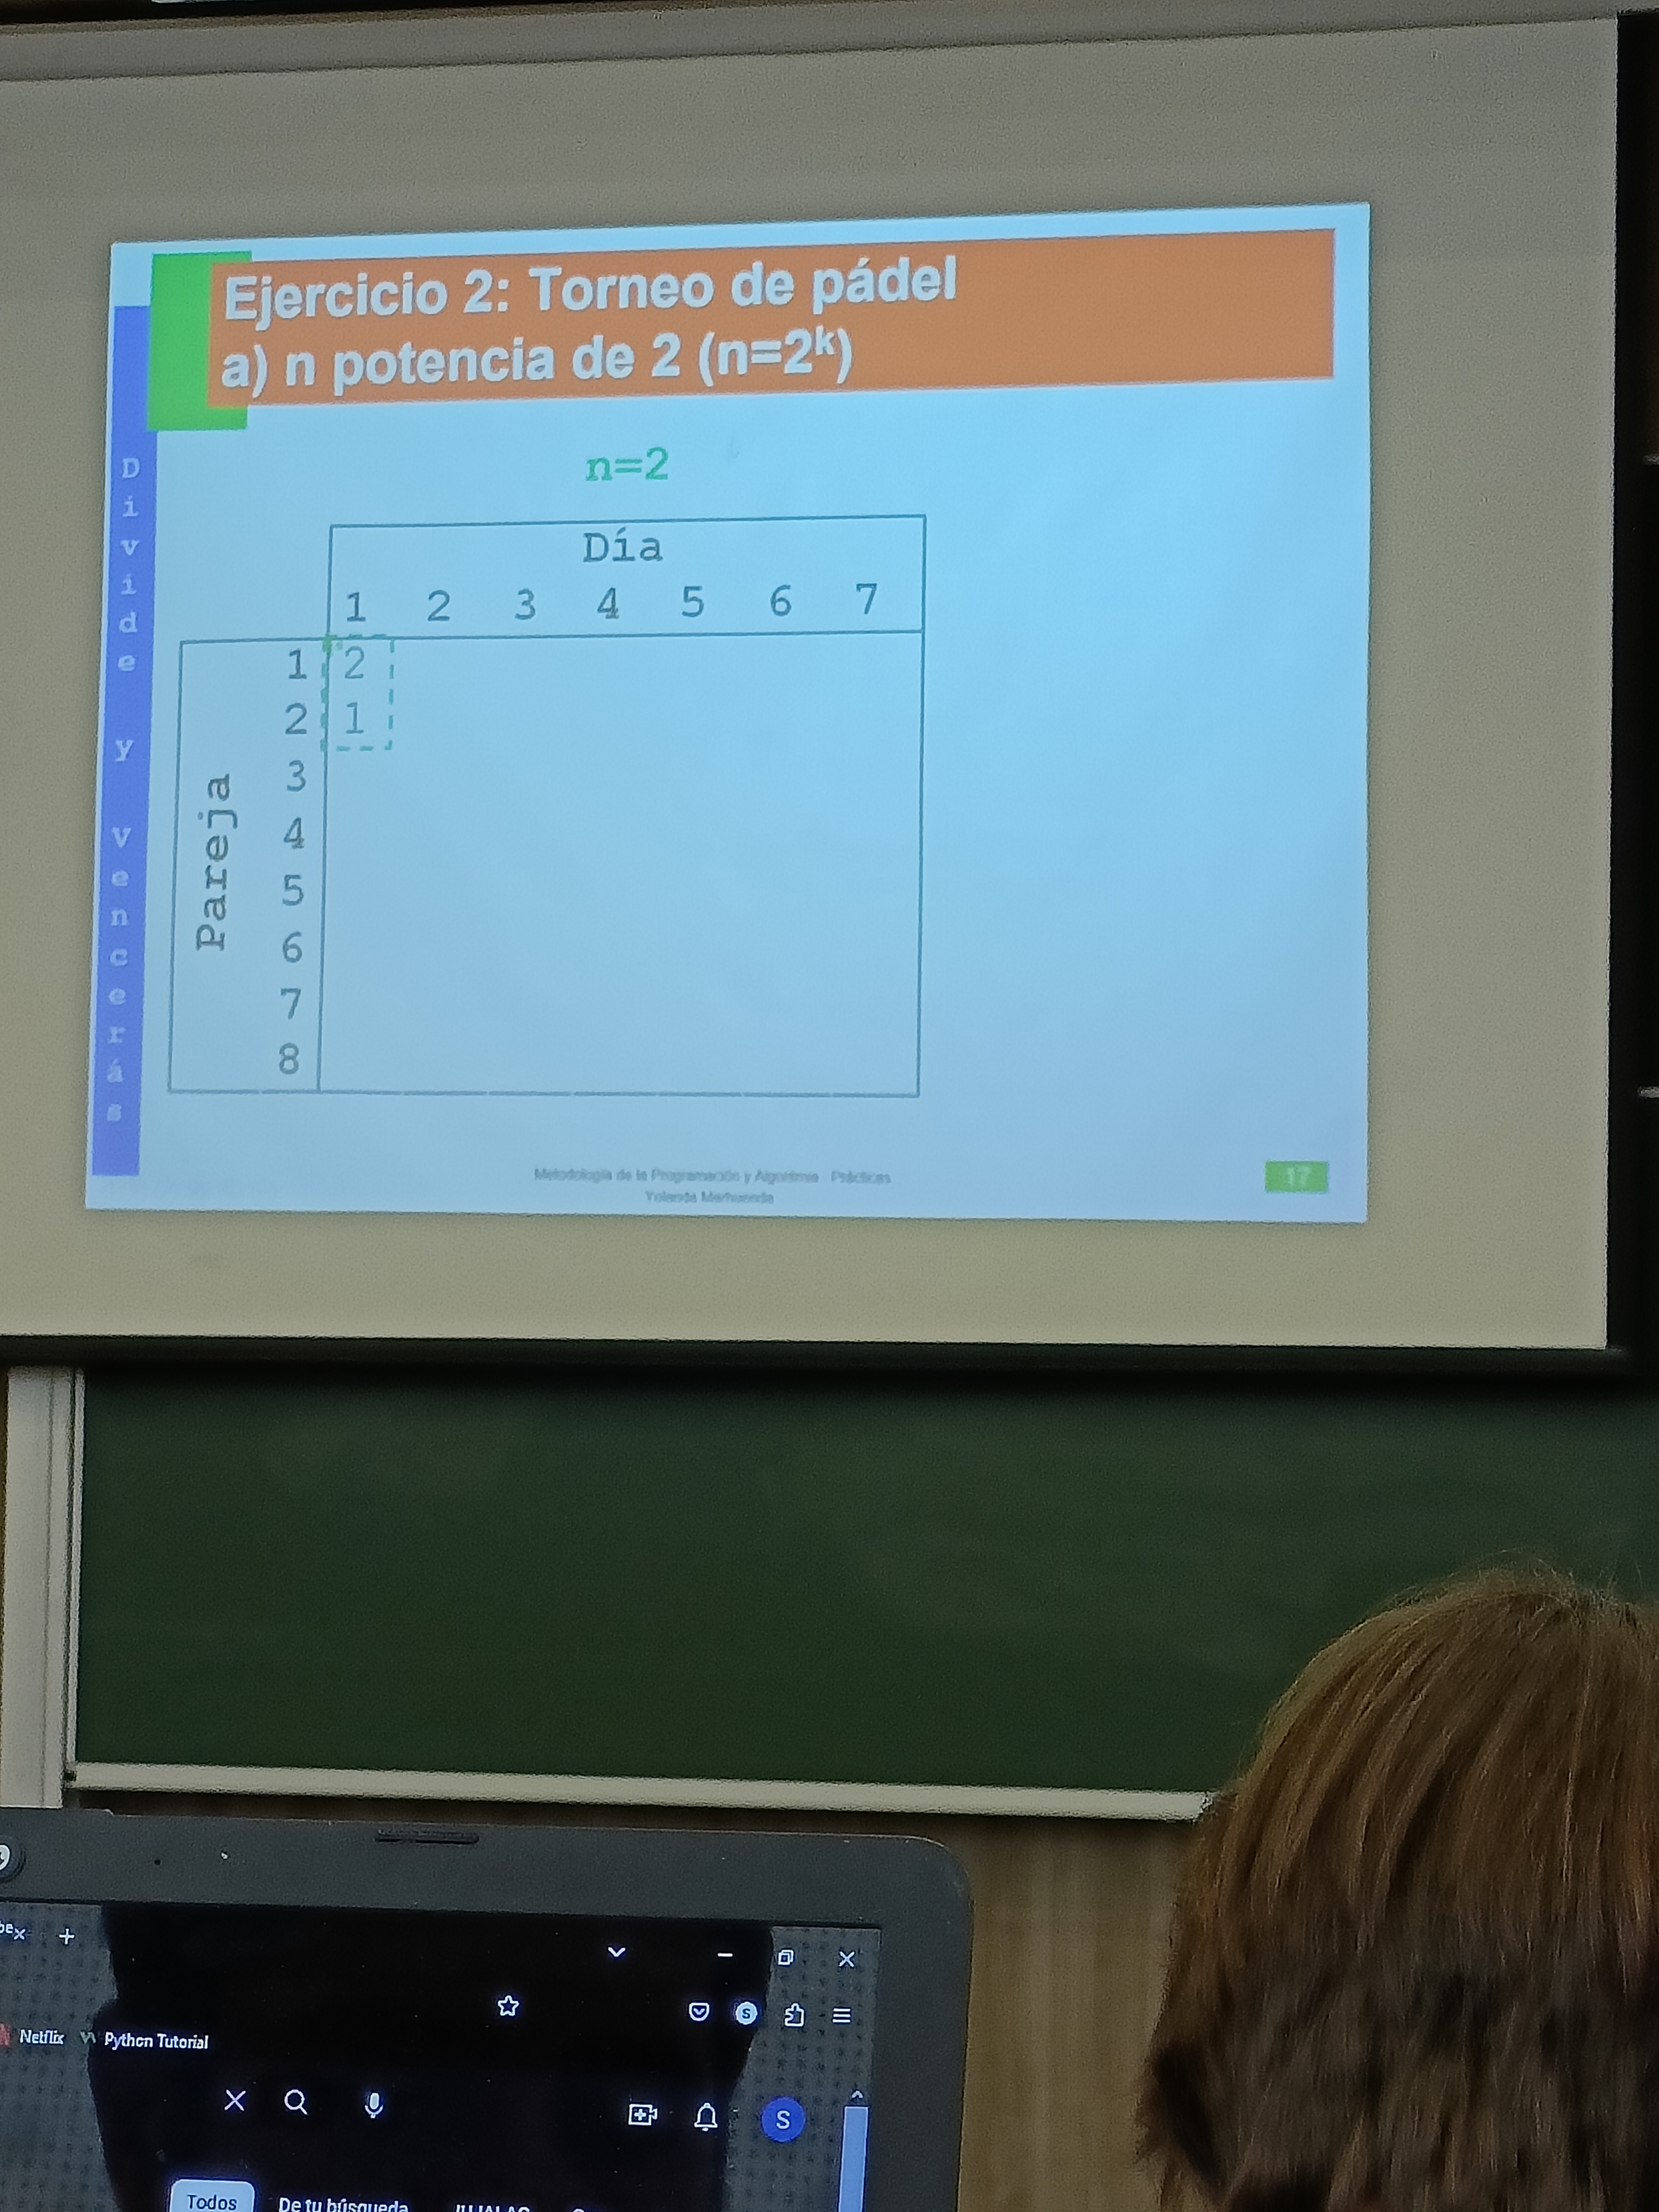 Ejercicio 2: Torneo de pádel
a) n potencia de 2 (n=2ᵏ)
Divide y Vencerás
n=2
Día
1 2 3 4 5 6 7
Pareja
1 2
2 1
3
4
5
6
7
8
Metodología de la Programación y Algoritmia - Prácticas
Yolanda Marhuenda
17
Netflix
Python Tutorial
S
S
Todos
De tu búsqueda